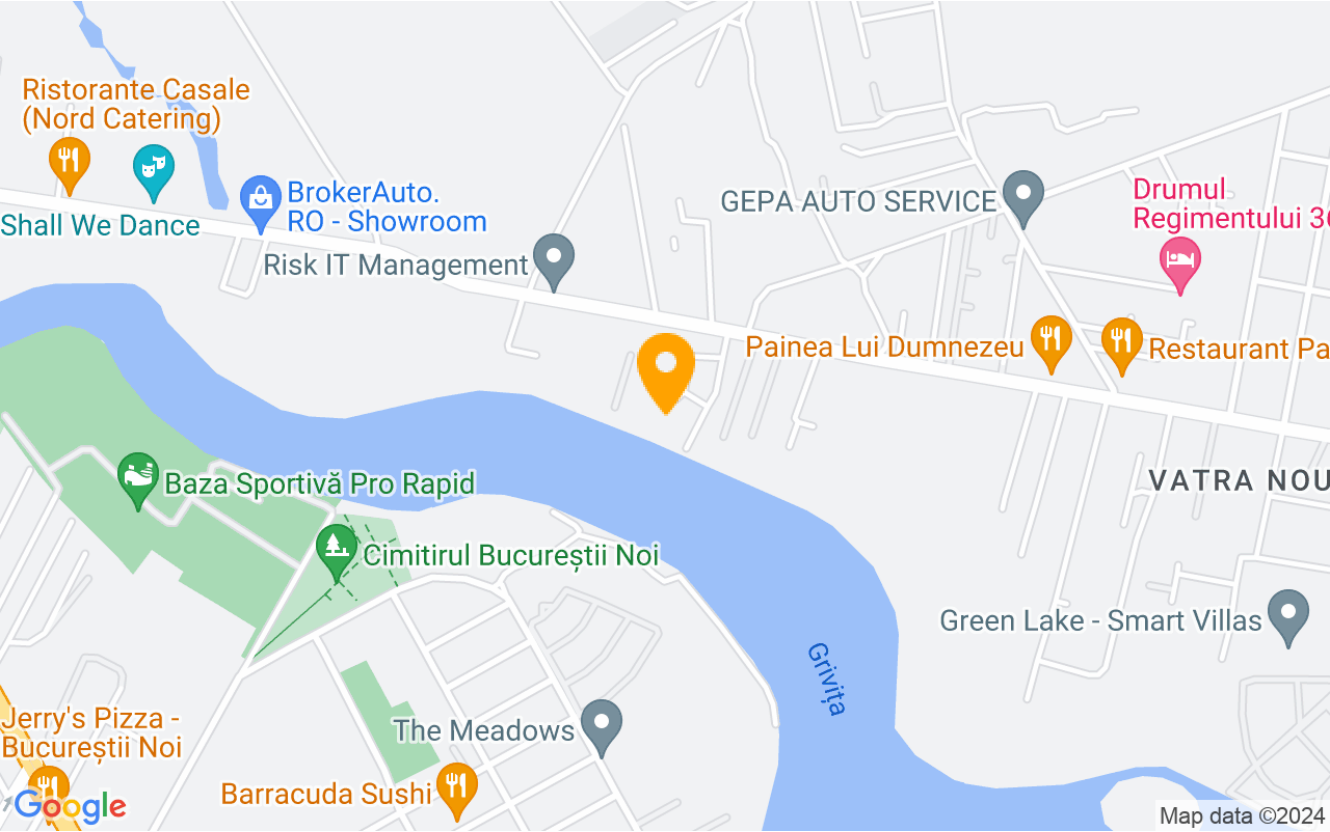 Ristorante Casale
(Nord Catering)
Shall We Dance
BrokerAuto.
RO - Showroom
Risk IT Management
GEPA AUTO SERVICE
Drumul
Regimentului 30
Painea Lui Dumnezeu
Restaurant Pa
VATRA NOU
Baza Sportivă Pro Rapid
Cimitirul Bucureștii Noi
Green Lake - Smart Villas
Grivița
Jerry's Pizza -
Bucureștii Noi
The Meadows
Barracuda Sushi
Google
Map data ©2024